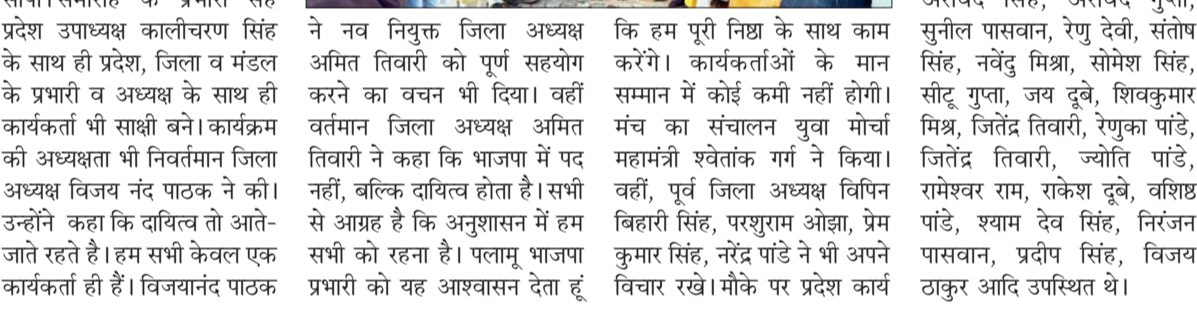 सौंपा। समारोह के प्रभारी सह
प्रदेश उपाध्यक्ष कालीचरण सिंह
के साथ ही प्रदेश, जिला व मंडल
के प्रभारी व अध्यक्ष के साथ ही
कार्यकर्ता भी साक्षी बने। कार्यक्रम
की अध्यक्षता भी निवर्तमान जिला
अध्यक्ष विजय नंद पाठक ने की।
उन्होंने कहा कि दायित्व तो आते-
जाते रहते है। हम सभी केवल एक
कार्यकर्ता ही हैं। विजयानंद पाठक
ने नव नियुक्त जिला अध्यक्ष
अमित तिवारी को पूर्ण सहयोग
करने का वचन भी दिया। वहीं
वर्तमान जिला अध्यक्ष अमित
तिवारी ने कहा कि भाजपा में पद
नहीं, बल्कि दायित्व होता है। सभी
से आग्रह है कि अनुशासन में हम
सभी को रहना है। पलामू भाजपा
प्रभारी को यह आश्वासन देता हूं
कि हम पूरी निष्ठा के साथ काम
करेंगे। कार्यकर्ताओं के मान
सम्मान में कोई कमी नहीं होगी।
मंच का संचालन युवा मोर्चा
महामंत्री श्वेतांक गर्ग ने किया।
वहीं, पूर्व जिला अध्यक्ष विपिन
बिहारी सिंह, परशुराम ओझा, प्रेम
कुमार सिंह, नरेंद्र पांडे ने भी अपने
विचार रखे। मौके पर प्रदेश कार्य
अरविंद सिंह, अरविंद गुप्ता,
सुनील पासवान, रेणु देवी, संतोष
सिंह, नवेंदु मिश्रा, सोमेश सिंह,
सीटू गुप्ता, जय दूबे, शिवकुमार
मिश्र, जितेंद्र तिवारी, रेणुका पांडे,
जितेंद्र तिवारी, ज्योति पांडे,
रामेश्वर राम, राकेश दूबे, वशिष्ठ
पांडे, श्याम देव सिंह, निरंजन
पासवान, प्रदीप सिंह, विजय
ठाकुर आदि उपस्थित थे।